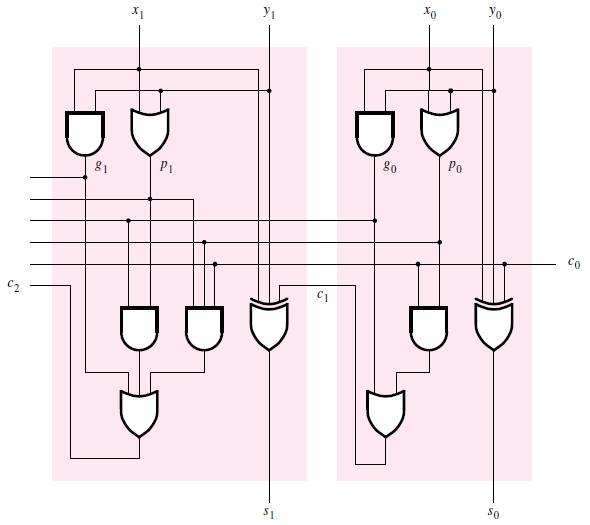 x₁ y₁ x₀ y₀
g₁ p₁ g₀ p₀
c₀
c₂ c₁
s₁ s₀